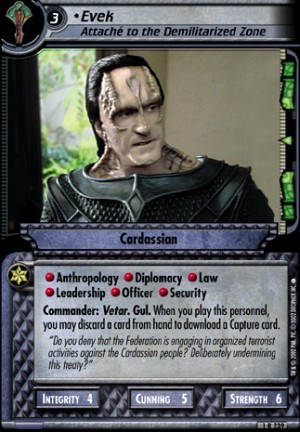 3
•Evek
Attaché to the Demilitarized Zone
Cardassian
Anthropology Diplomacy Law
Leadership Officer Security
Commander: Vetar. Gul. When you play this personnel,
you may discard a card from hand to download a Capture card.
"Do you deny that the Federation is engaging in organized terrorist
activities against the Cardassian people? Deliberately undermining
this treaty?"
INTEGRITY 4 CUNNING 5 STRENGTH 6